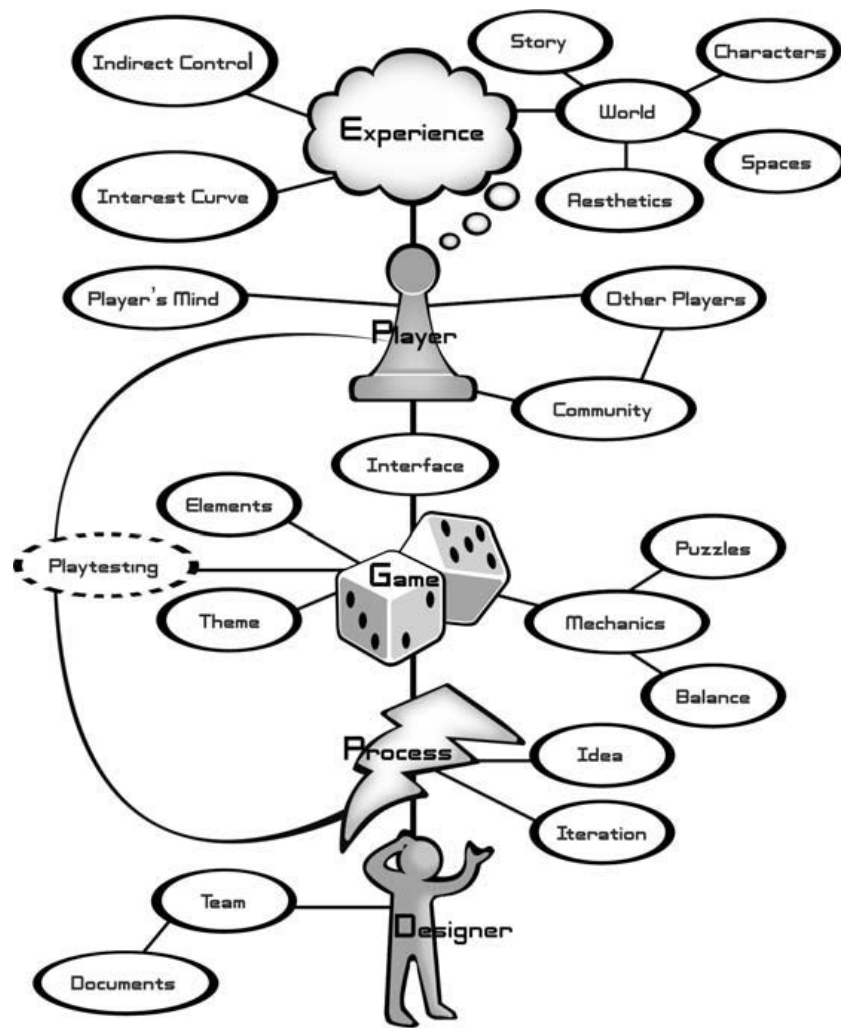 Story
Characters
Indirect Control
World
Experience
Spaces
Interest Curve
Aesthetics
Player's Mind
Other Players
Player
Community
Interface
Elements
Puzzles
Playtesting
Game
Theme
Mechanics
Balance
Process
Idea
Iteration
Team
Designer
Documents